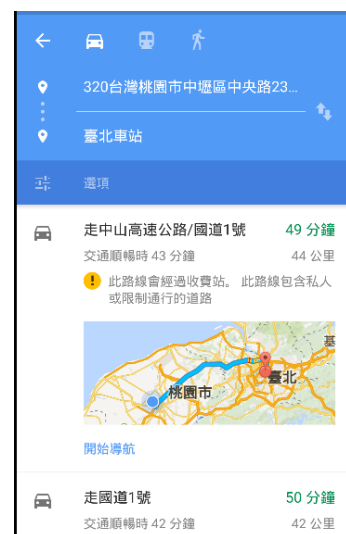 320台灣桃園市中壢區中央路23...
臺北車站
選項
走中山高速公路/國道1號 49 分鐘
交通順暢時 43 分鐘 44 公里
! 此路線會經過收費站。 此路線包含私人
或限制通行的道路
基
臺北
桃園市
開始導航
走國道1號 50 分鐘
交通順暢時 42 分鐘 42 公里